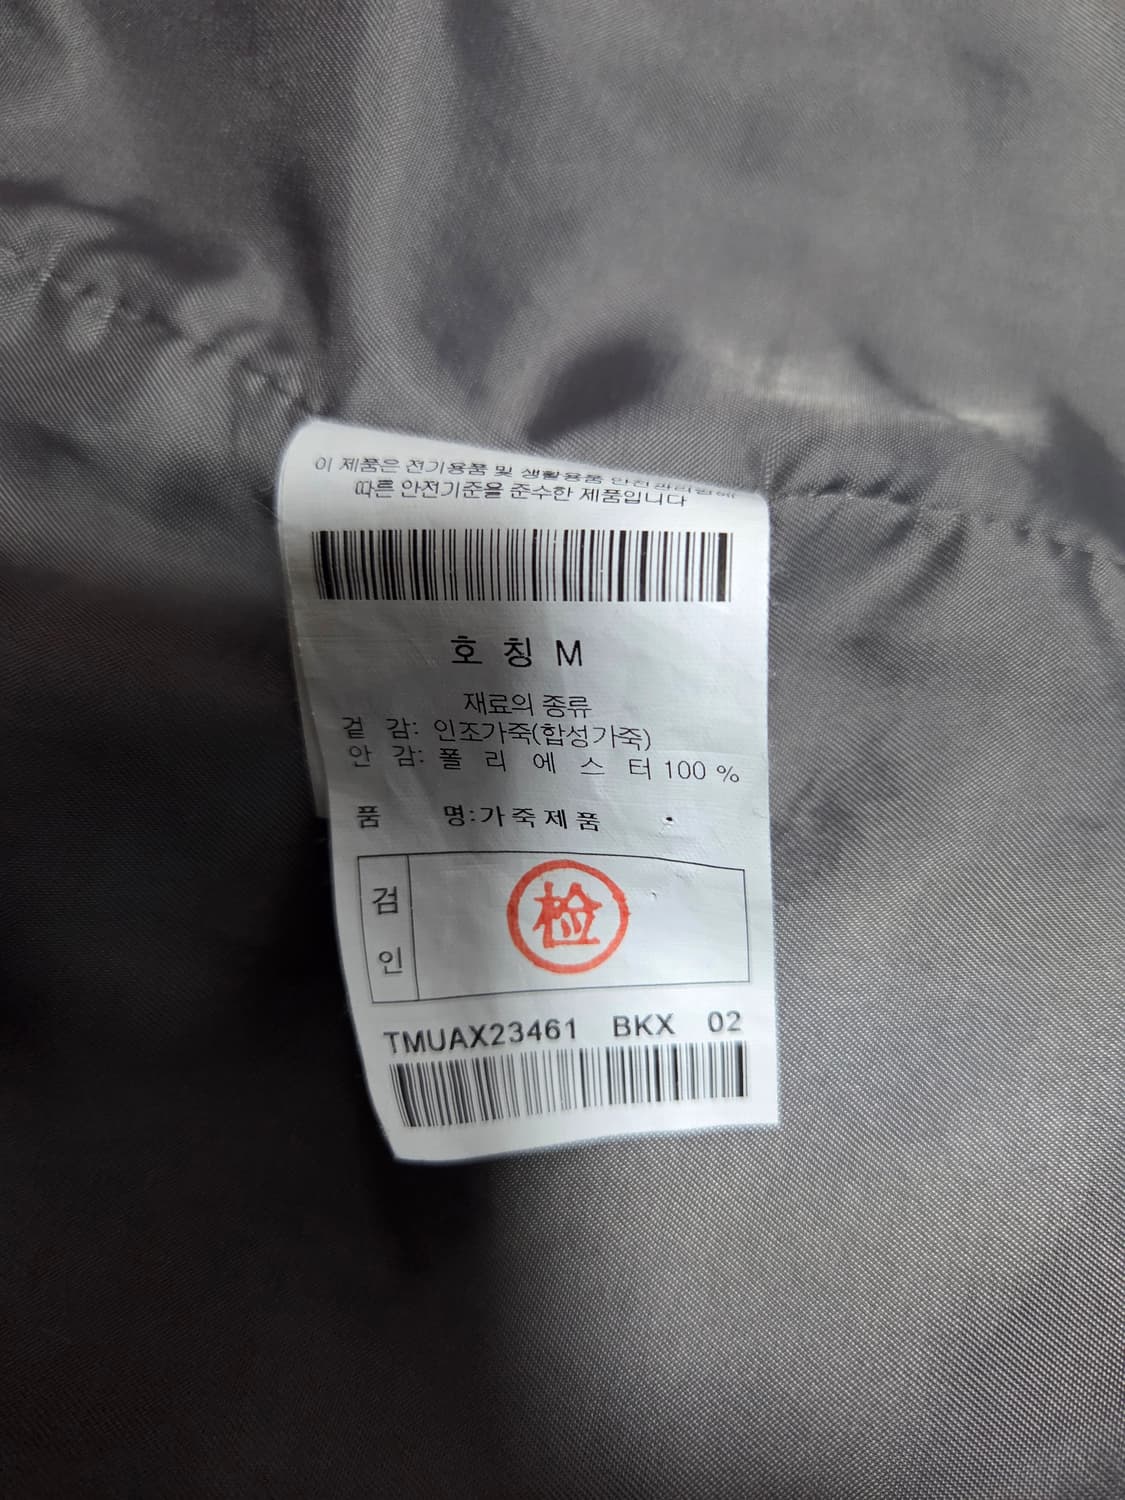 이 제품은 전기용품 및 생활용품 안전관리법에
따른 안전기준을 준수한 제품입니다
호 칭 M
재료의 종류
겉 감: 인조가죽(합성가죽)
안 감: 폴 리 에 스 터 100 %
품 명:가죽제품
검
인
检
TMUAX23461 BKX 02